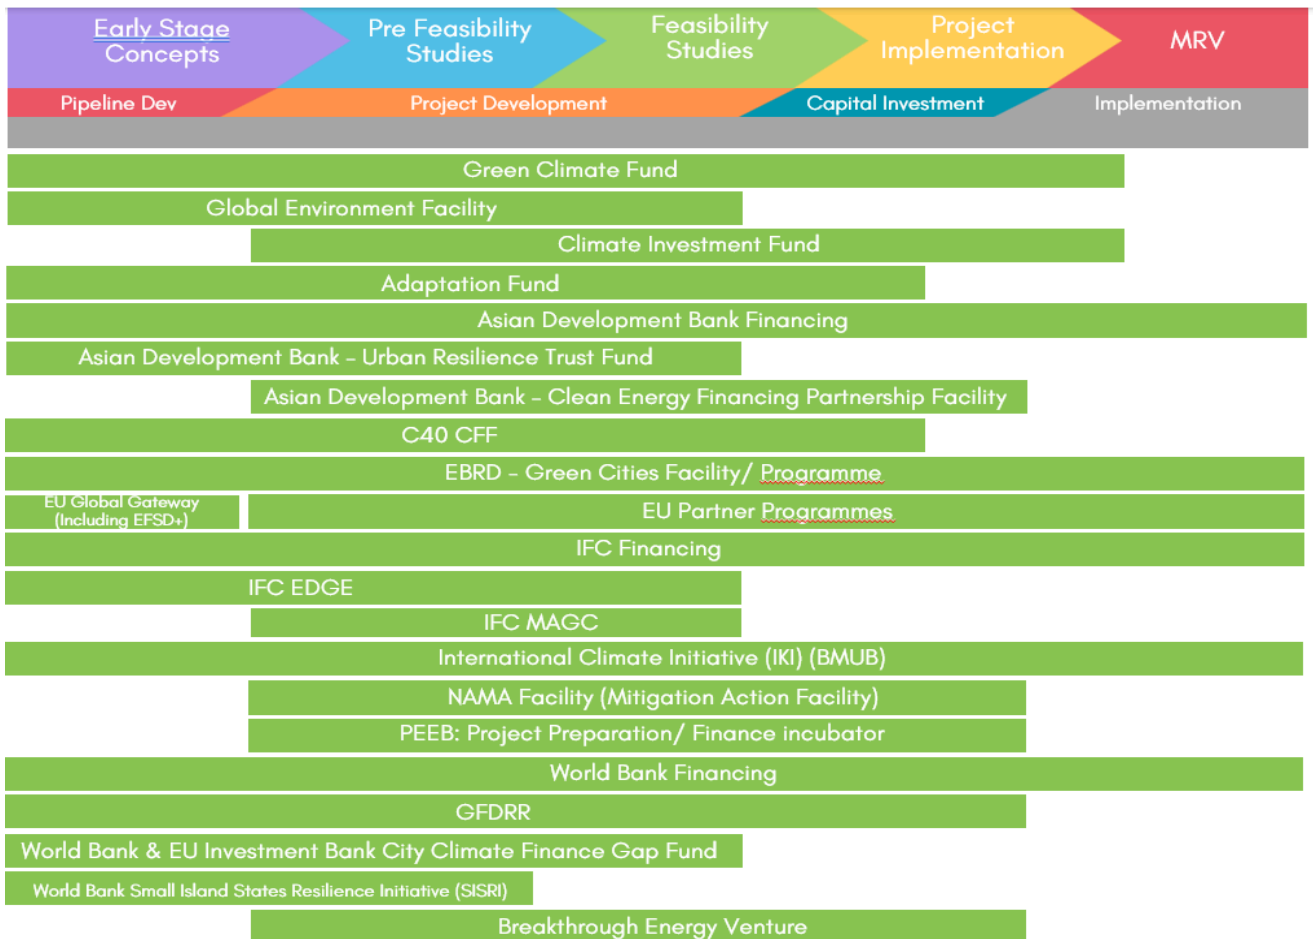 Early Stage
Concepts
Pre Feasibility
Studies
Feasibility
Studies
Project
Implementation
MRV
Pipeline Dev
Project Development
Capital Investment
Implementation
Green Climate Fund
Global Environment Facility
Climate Investment Fund
Adaptation Fund
Asian Development Bank Financing
Asian Development Bank – Urban Resilience Trust Fund
Asian Development Bank – Clean Energy Financing Partnership Facility
C40 CFF
EBRD – Green Cities Facility/ Programme
EU Global Gateway
(Including EFSD+)
EU Partner Programmes
IFC Financing
IFC EDGE
IFC MAGC
International Climate Initiative (IKI) (BMUB)
NAMA Facility (Mitigation Action Facility)
PEEB: Project Preparation/ Finance incubator
World Bank Financing
GFDRR
World Bank & EU Investment Bank City Climate Finance Gap Fund
World Bank Small Island States Resilience Initiative (SISRI)
Breakthrough Energy Venture